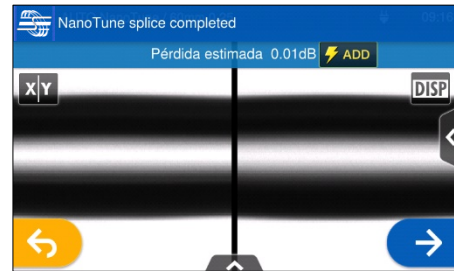 NanoTune splice completed
Pérdida estimada 0.01dB ADD
X|Y
DISP